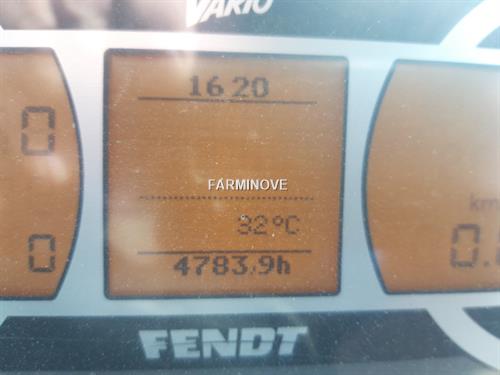 VARIO
16 20
0
FARMINOVE
km
32°C
0
0.
4783,9h
FENDT